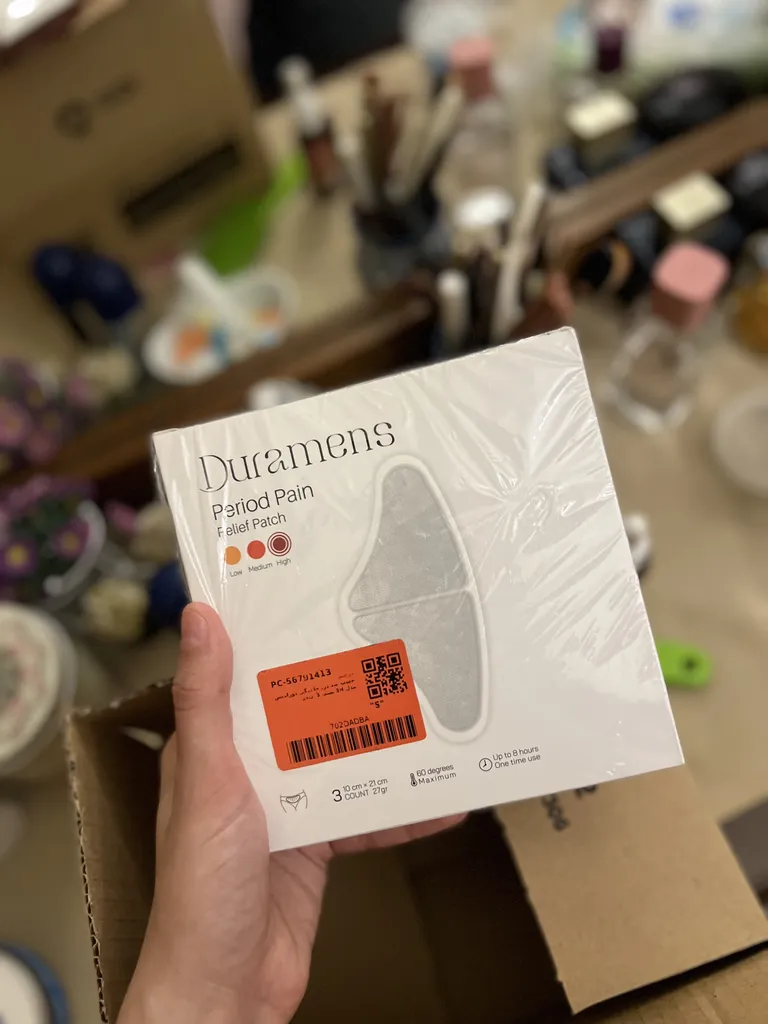 Duramens
Period Pain
Relief Patch
Low Medium High
PC-56791413
702DADBA
"S"
3 10 cm × 21 cm
COUNT 27gr
60 degrees
Maximum
Up to 8 hours
One time use